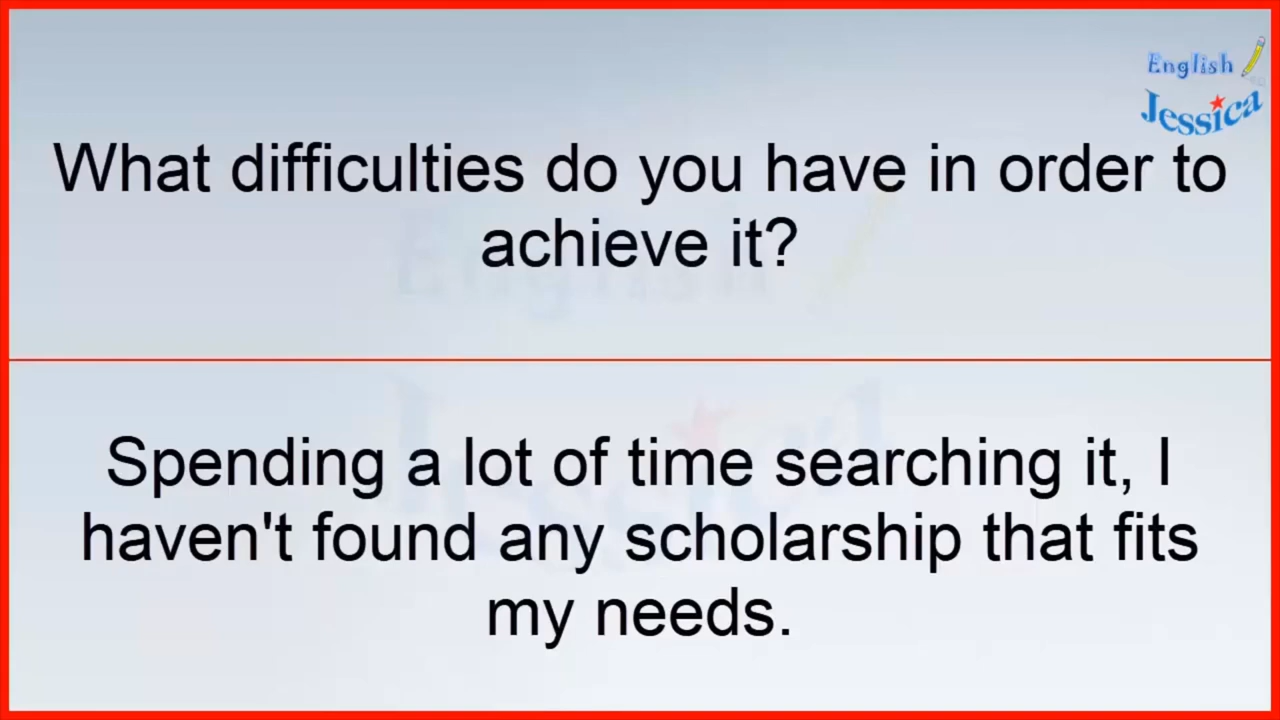 English
Jessica
What difficulties do you have in order to
achieve it?
Spending a lot of time searching it, I
haven't found any scholarship that fits
my needs.